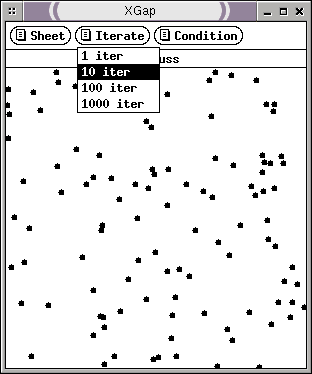 XGap
Sheet Iterate Condition
uss
1 iter
10 iter
100 iter
1000 iter